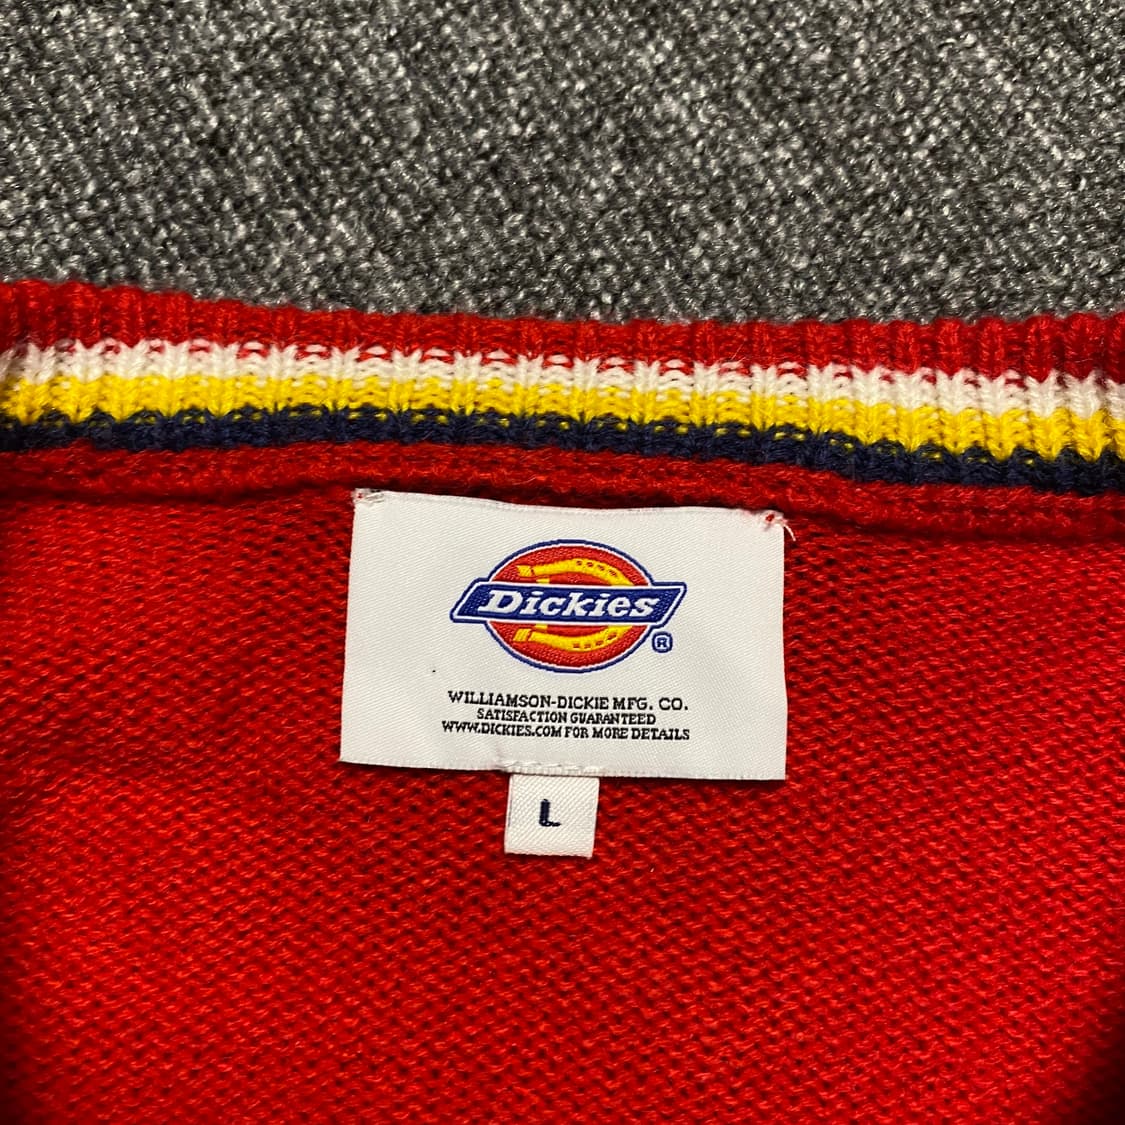 Dickies
®
WILLIAMSON-DICKIE MFG. CO.
SATISFACTION GUARANTEED
WWW.DICKIES.COM FOR MORE DETAILS
L